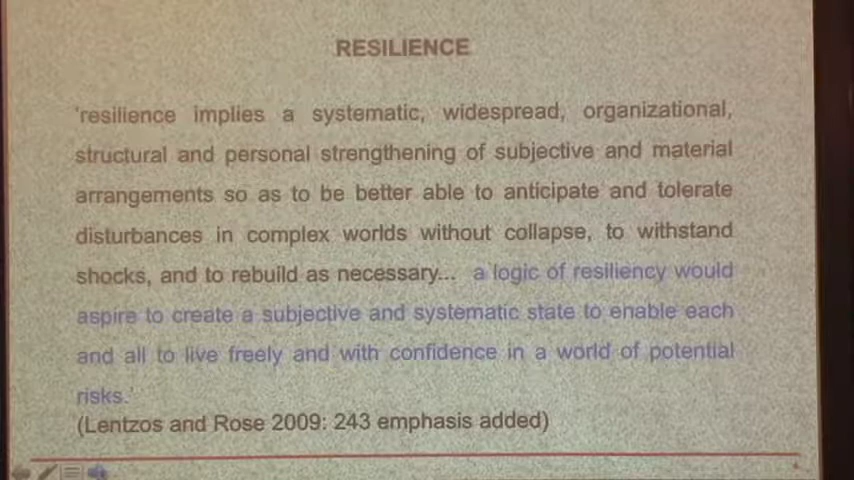 RESILIENCE
'resilience implies a systematic, widespread, organizational,
structural and personal strengthening of subjective and material
arrangements so as to be better able to anticipate and tolerate
disturbances in complex worlds without collapse, to withstand
shocks, and to rebuild as necessary... a logic of resiliency would
aspire to create a subjective and systematic state to enable each
and all to live freely and with confidence in a world of potential
risks.'
(Lentzos and Rose 2009: 243 emphasis added)